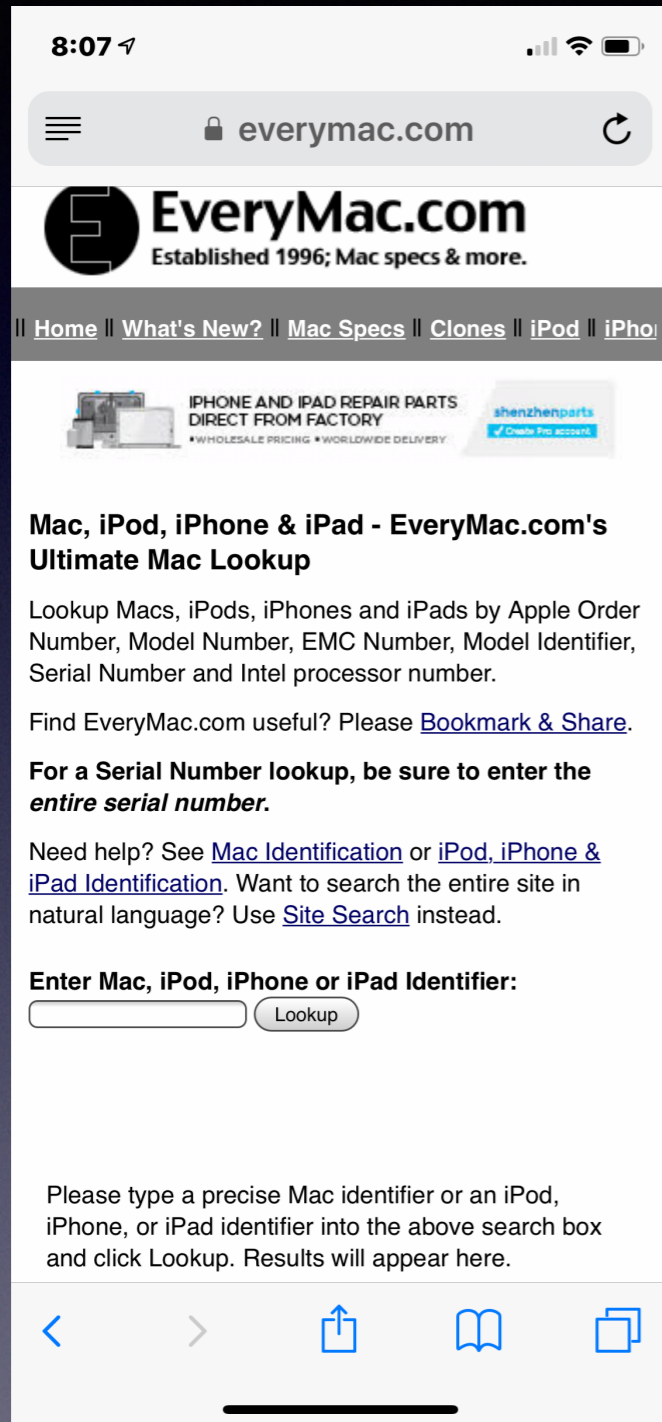 8:07
everymac.com
E EveryMac.com
Established 1996; Mac specs & more.
|| Home || What's New? || Mac Specs || Clones || iPod || iPho
IPHONE AND IPAD REPAIR PARTS
DIRECT FROM FACTORY
•WHOLESALE PRICING •WORLDWIDE DELIVERY
shenzhenparts
✓ Create Pro account
Mac, iPod, iPhone & iPad - EveryMac.com's
Ultimate Mac Lookup
Lookup Macs, iPods, iPhones and iPads by Apple Order
Number, Model Number, EMC Number, Model Identifier,
Serial Number and Intel processor number.
Find EveryMac.com useful? Please Bookmark & Share.
For a Serial Number lookup, be sure to enter the
entire serial number.
Need help? See Mac Identification or iPod, iPhone &
iPad Identification. Want to search the entire site in
natural language? Use Site Search instead.
Enter Mac, iPod, iPhone or iPad Identifier:
Lookup
Please type a precise Mac identifier or an iPod,
iPhone, or iPad identifier into the above search box
and click Lookup. Results will appear here.